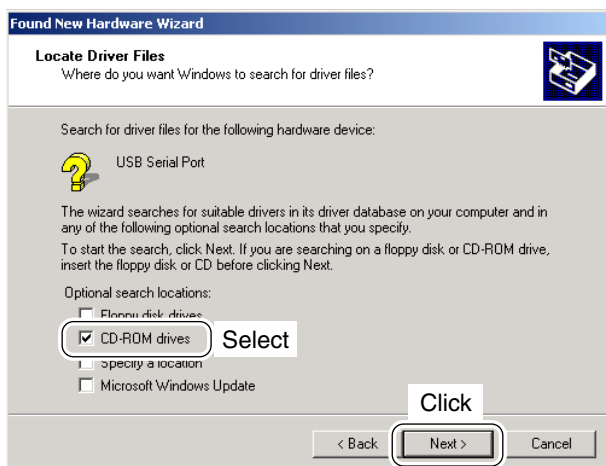 Found New Hardware Wizard
Locate Driver Files
Where do you want Windows to search for driver files?
Search for driver files for the following hardware device:
USB Serial Port
The wizard searches for suitable drivers in its driver database on your computer and in
any of the following optional search locations that you specify.
To start the search, click Next. If you are searching on a floppy disk or CD-ROM drive,
insert the floppy disk or CD before clicking Next.
Optional search locations:
Floppy disk drives
CD-ROM drives Select
Specify a location
Microsoft Windows Update
Click
< Back Next > Cancel